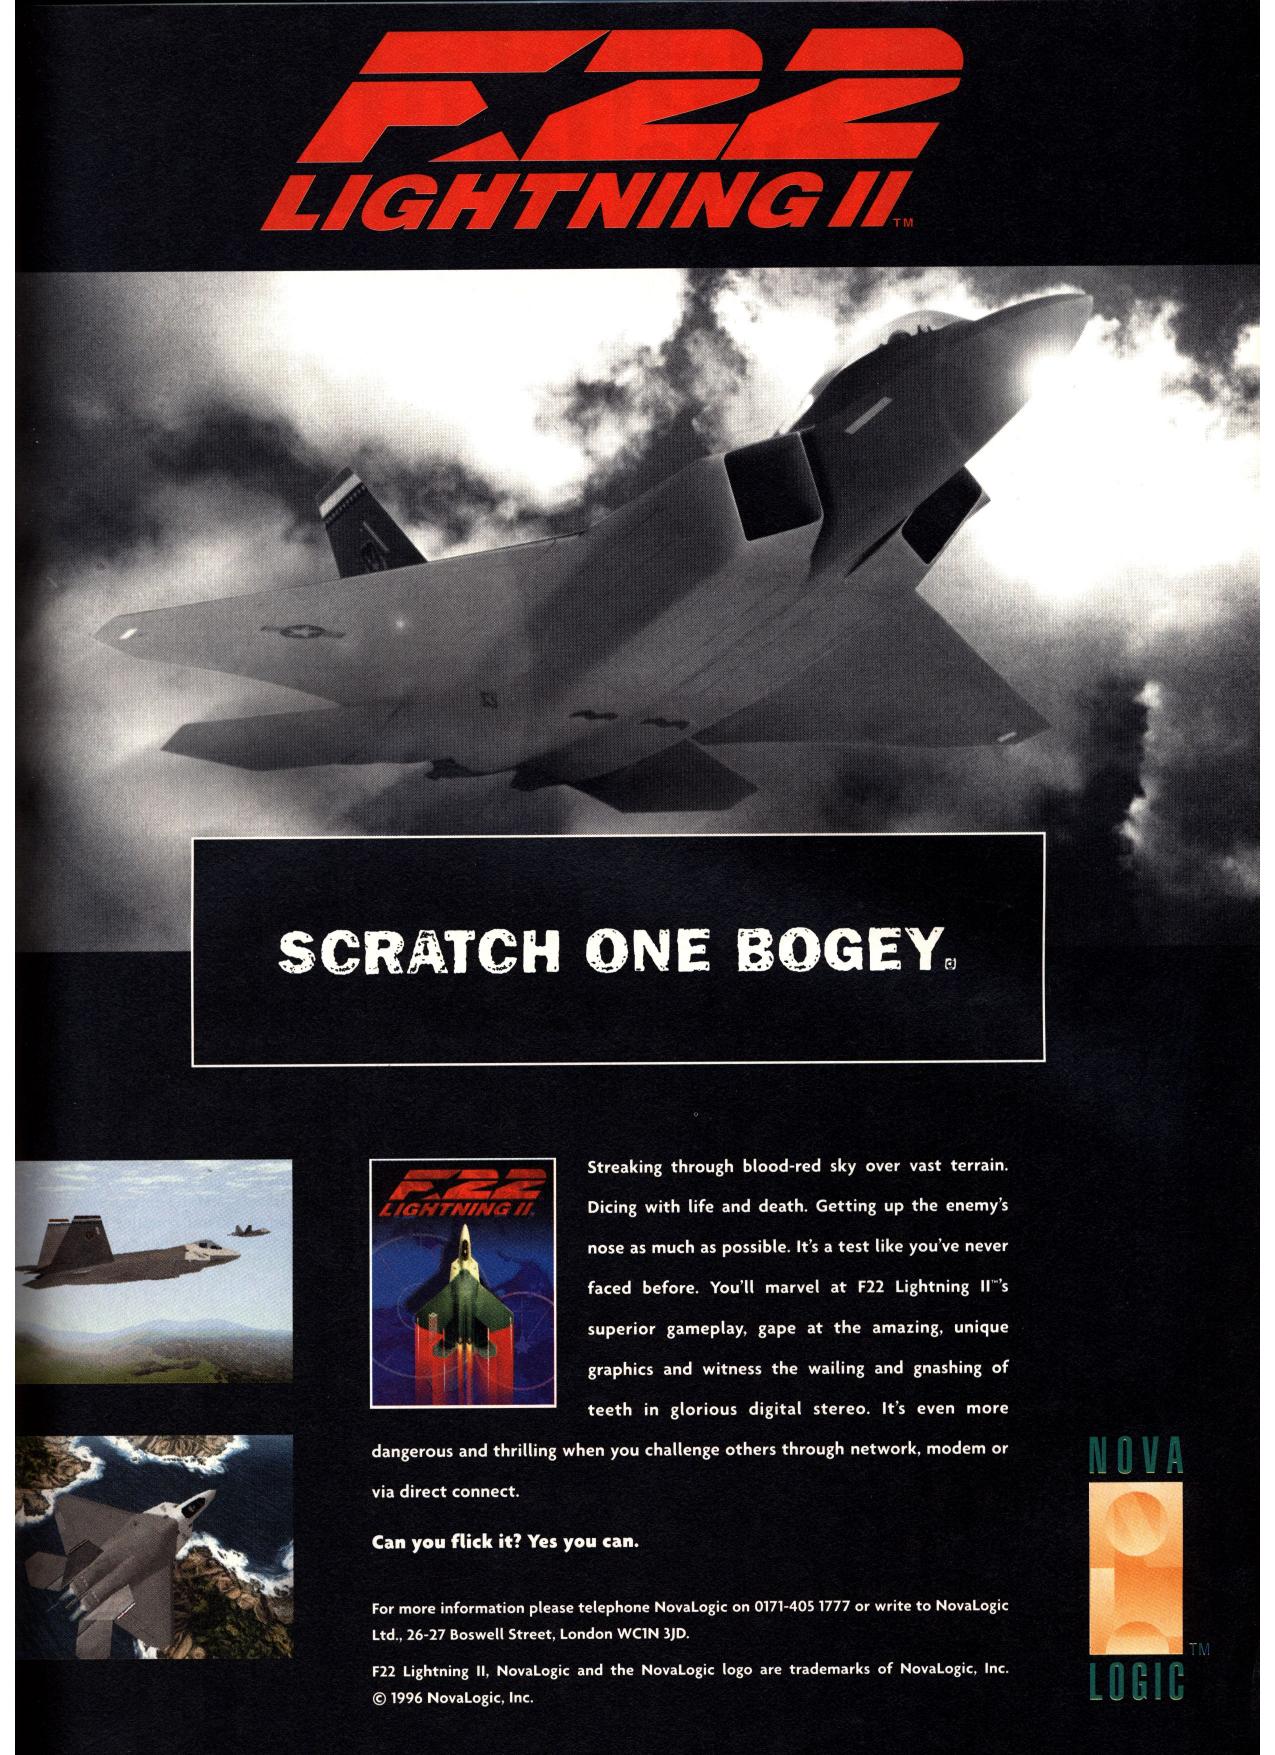 F22
LIGHTNING II™
SCRATCH ONE BOGEY.
F22
LIGHTNING II.
Streaking through blood-red sky over vast terrain.
Dicing with life and death. Getting up the enemy's
nose as much as possible. It's a test like you've never
faced before. You'll marvel at F22 Lightning II™'s
superior gameplay, gape at the amazing, unique
graphics and witness the wailing and gnashing of
teeth in glorious digital stereo. It's even more
dangerous and thrilling when you challenge others through network, modem or
via direct connect.
Can you flick it? Yes you can.
For more information please telephone NovaLogic on 0171-405 1777 or write to NovaLogic
Ltd., 26-27 Boswell Street, London WC1N 3JD.
F22 Lightning II, NovaLogic and the NovaLogic logo are trademarks of NovaLogic, Inc.
© 1996 NovaLogic, Inc.
NOVA
LOGIC™